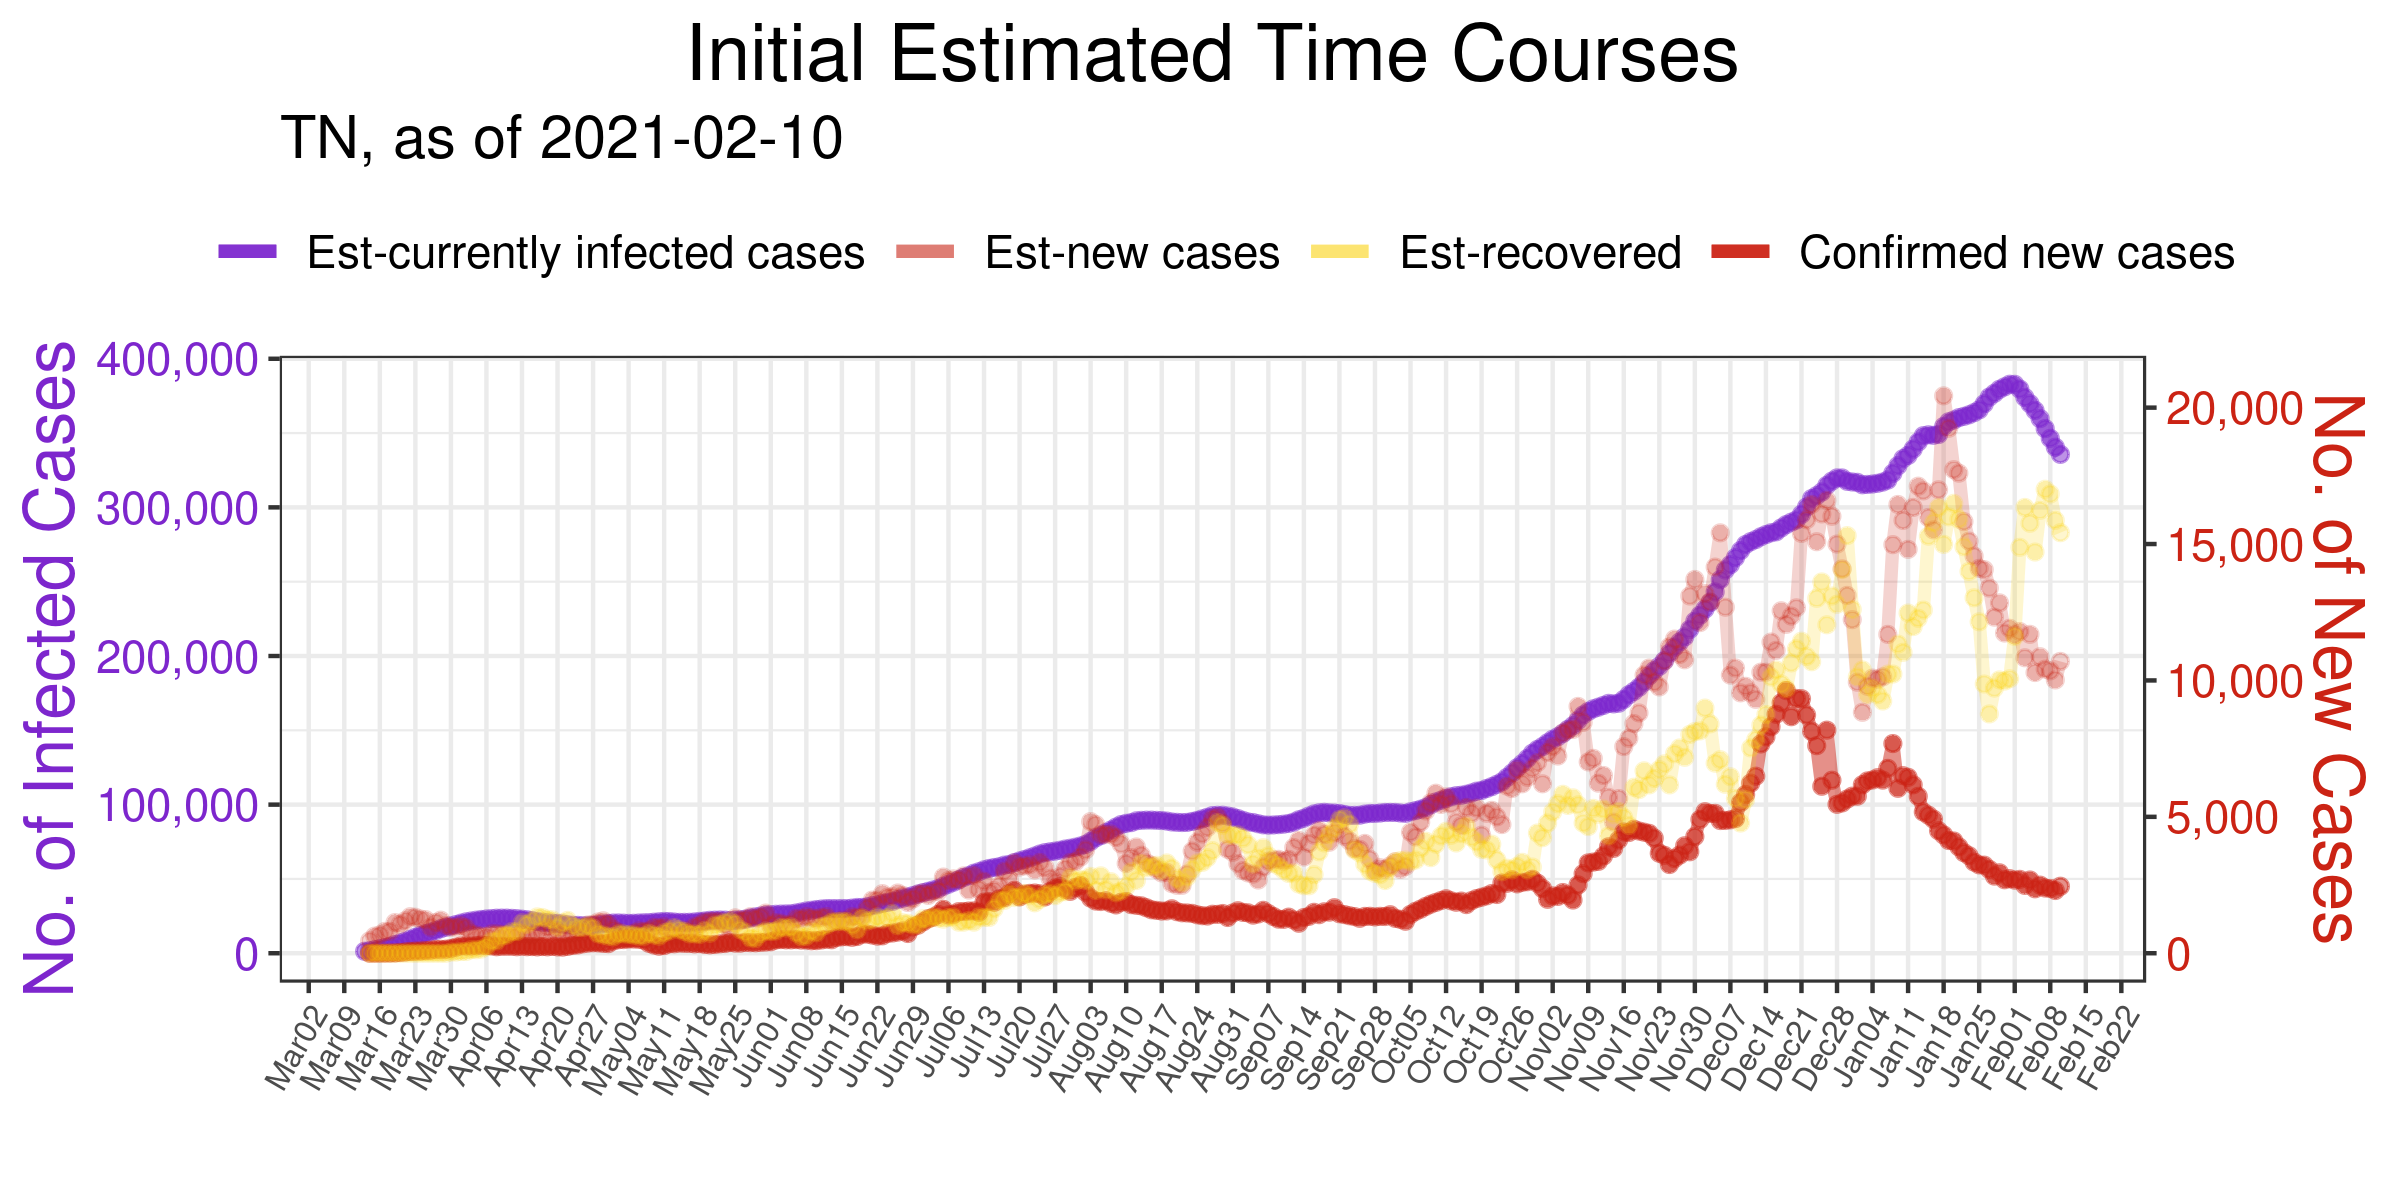 Initial Estimated Time Courses
TN, as of 2021-02-10
Est-currently infected cases Est-new cases Est-recovered Confirmed new cases
No. of Infected Cases
400,000
300,000
200,000
100,000
0
20,000
15,000
10,000
5,000
0
No. of New Cases
Mar02 Mar09 Mar16 Mar23 Mar30 Apr06 Apr13 Apr20 Apr27 May04 May11 May18 May25 Jun01 Jun08 Jun15 Jun22 Jun29 Jul06 Jul13 Jul20 Jul27 Aug03 Aug10 Aug17 Aug24 Aug31 Sep07 Sep14 Sep21 Sep28 Oct05 Oct12 Oct19 Oct26 Nov02 Nov09 Nov16 Nov23 Nov30 Dec07 Dec14 Dec21 Dec28 Jan04 Jan11 Jan18 Jan25 Feb01 Feb08 Feb15 Feb22